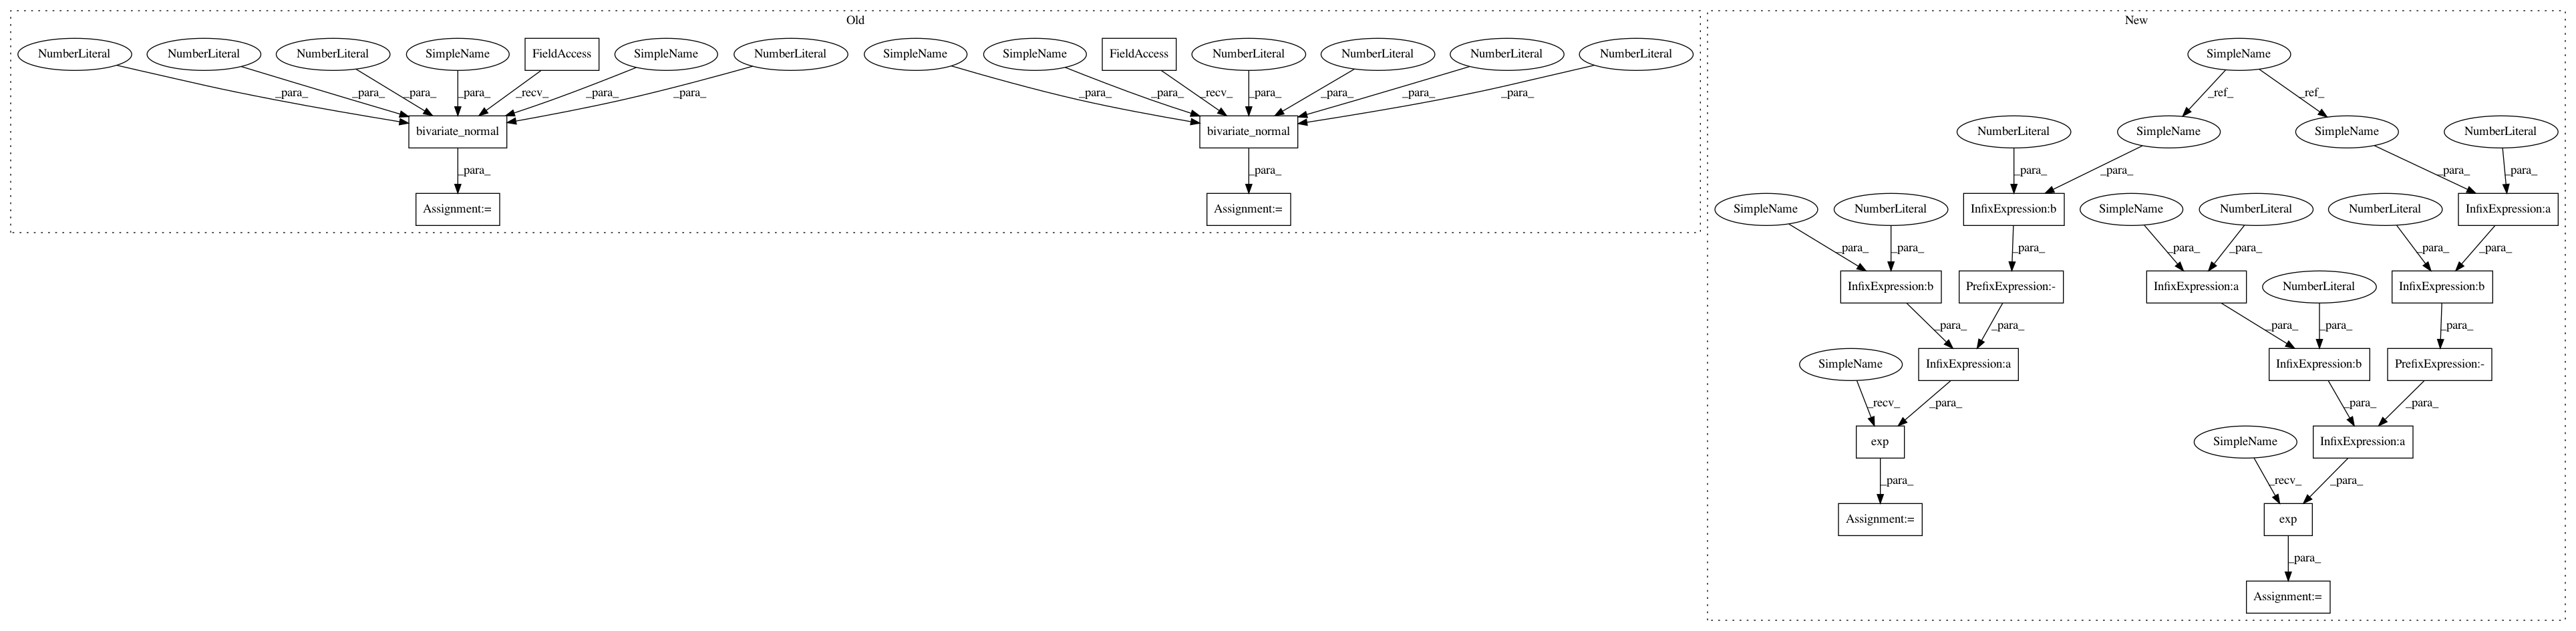 Old
New
NumberLiteral NumberLiteral NumberLiteral SimpleName FieldAccess SimpleName NumberLiteral SimpleName SimpleName FieldAccess NumberLiteral NumberLiteral NumberLiteral NumberLiteral
_para_ _para_ _para_ _para_ _recv_ _para_ _para_ _para_ _para_ _recv_ _para_ _para_ _para_ _para_
bivariate_normal bivariate_normal
_para_ _para_
Assignment:= Assignment:=
SimpleName
_ref_ _ref_
NumberLiteral SimpleName SimpleName NumberLiteral
_para_ _para_ _para_ _para_
SimpleName NumberLiteral InfixExpression:b SimpleName NumberLiteral NumberLiteral InfixExpression:a
_para_ _para_ _para_ _para_ _para_ _para_ _para_
InfixExpression:b PrefixExpression:- InfixExpression:a NumberLiteral InfixExpression:b
_para_ _para_ _para_ _para_ _para_
SimpleName InfixExpression:a InfixExpression:b PrefixExpression:-
_recv_ _para_ _para_ _para_
exp SimpleName InfixExpression:a
_para_ _recv_ _para_
Assignment:= exp
_para_
Assignment:=